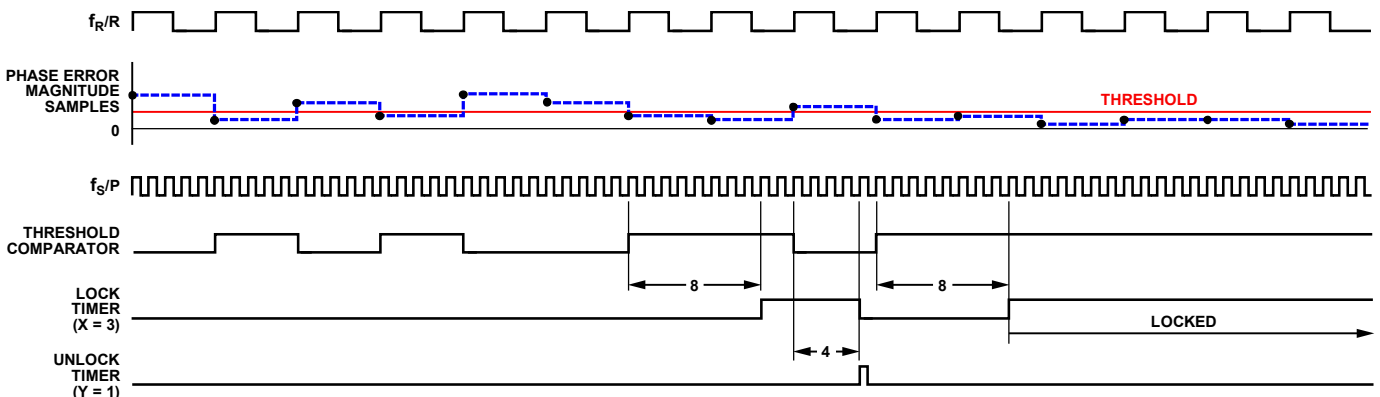 fR/R
PHASE ERROR
MAGNITUDE
SAMPLES
THRESHOLD
0
fS/P
THRESHOLD
COMPARATOR
8
8
LOCK
TIMER
(X = 3)
LOCKED
4
UNLOCK
TIMER
(Y = 1)